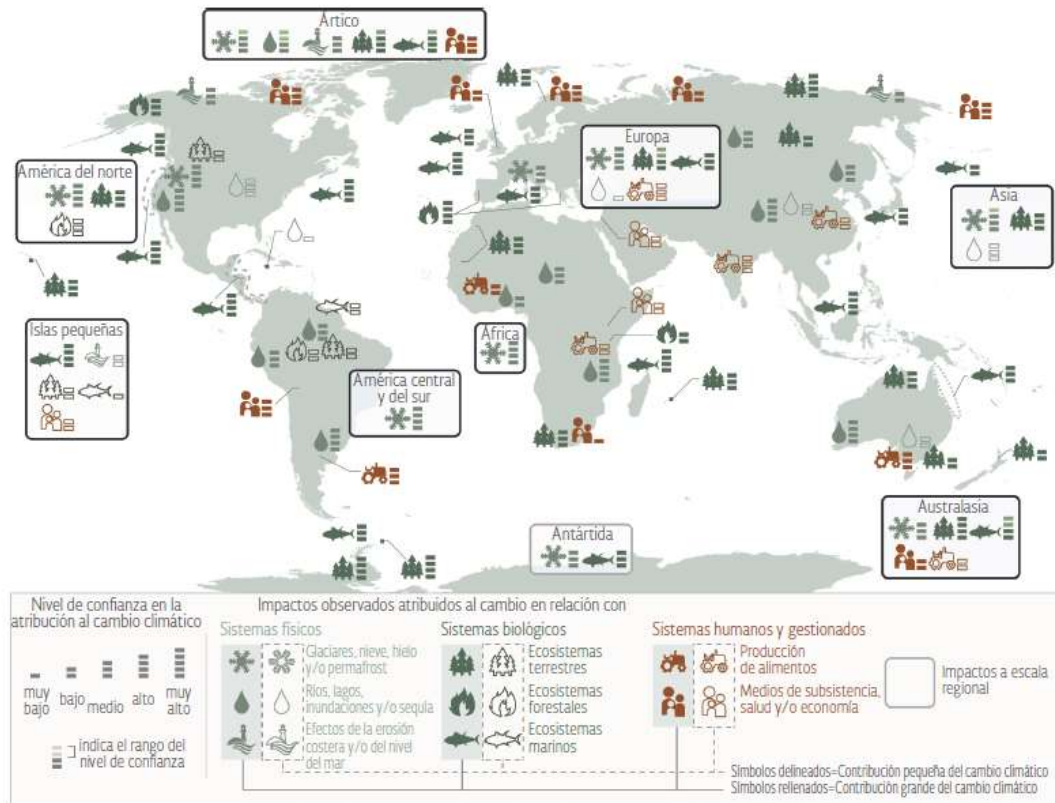 Ártico
Europa
América del norte
Asia
Islas pequeñas
África
América central
y del sur
Australasia
Antártida
Nivel de confianza en la
atribución al cambio climático
muy
bajo
bajo
medio
alto
muy
alto
indica el rango del
nivel de confianza
Impactos observados atribuidos al cambio en relación con
Sistemas físicos
Glaciares, nieve, hielo
y/o permafrost
Ríos, lagos,
inundaciones y/o sequía
Efectos de la erosión
costera y/o del nivel
del mar
Sistemas biológicos
Ecosistemas
terrestres
Ecosistemas
forestales
Ecosistemas
marinos
Sistemas humanos y gestionados
Producción
de alimentos
Medios de subsistencia,
salud y/o economía
Impactos a escala
regional
Símbolos delineados=Contribución pequeña del cambio climático
Símbolos rellenados=Contribución grande del cambio climático